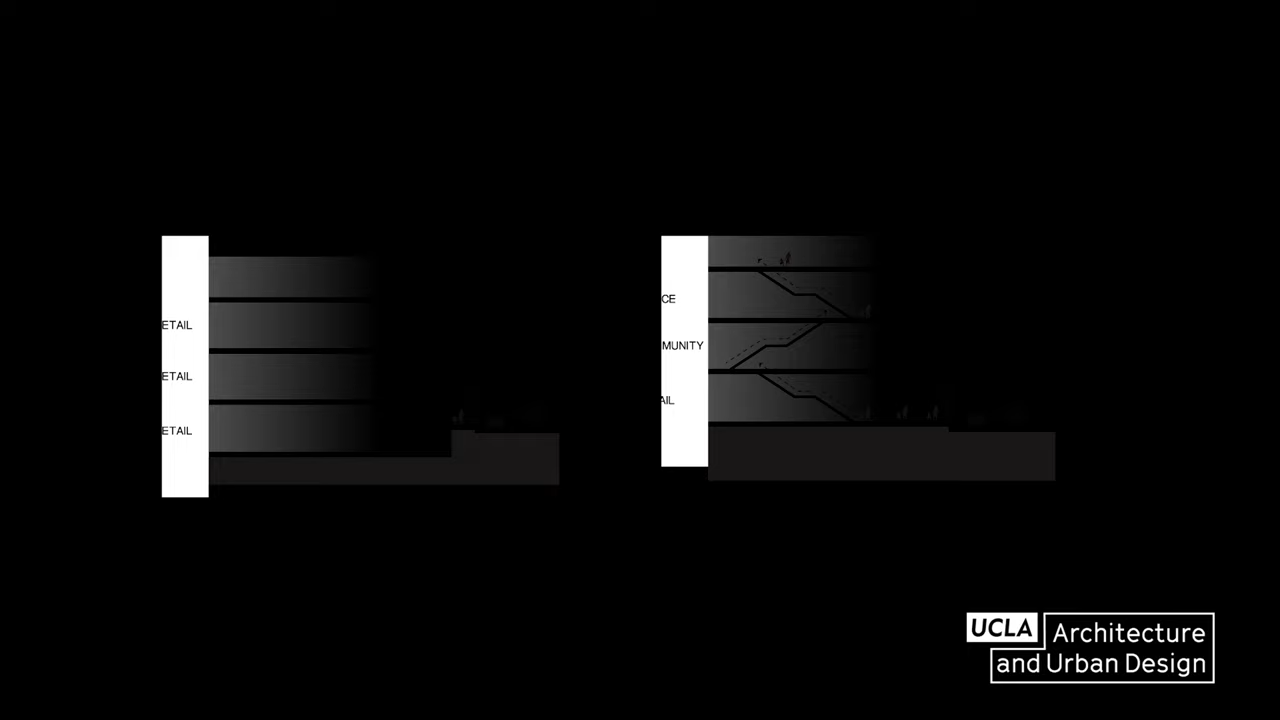 ETAIL
ETAIL
ETAIL
CE
MUNITY
AIL
UCLA Architecture
and Urban Design